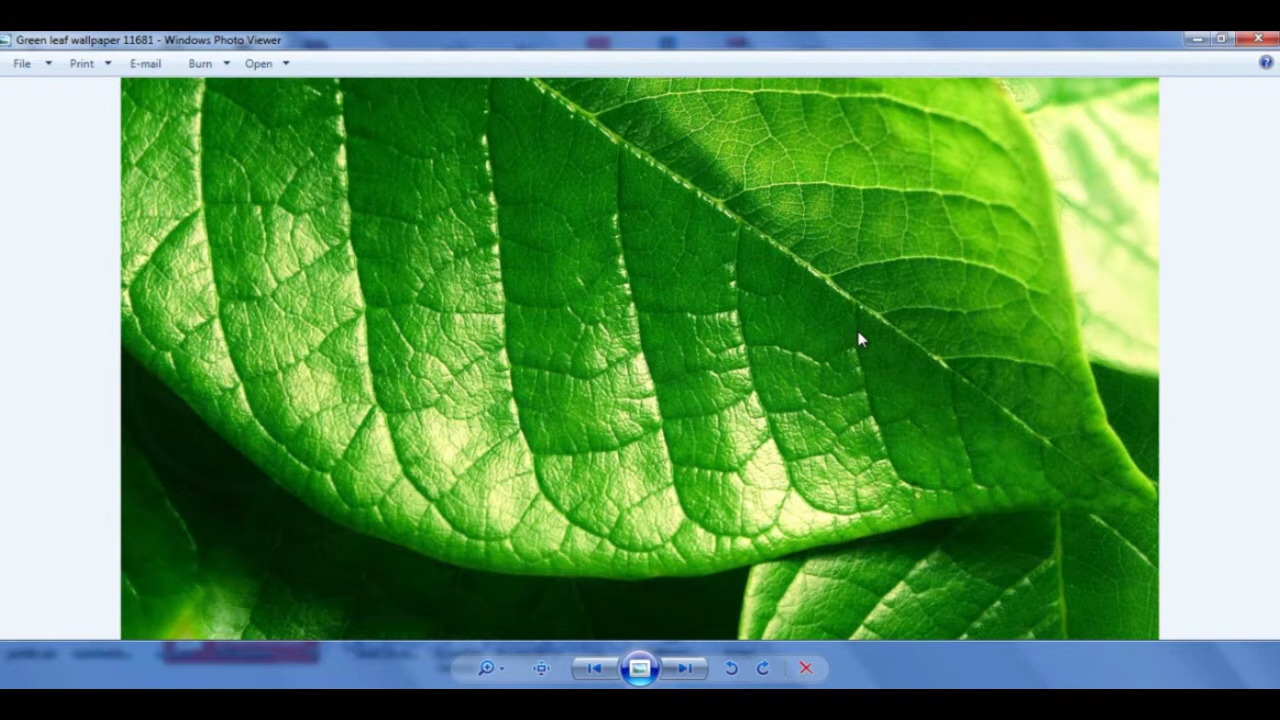 Green leaf wallpaper 11681 - Windows Photo Viewer
File Print E-mail Burn Open